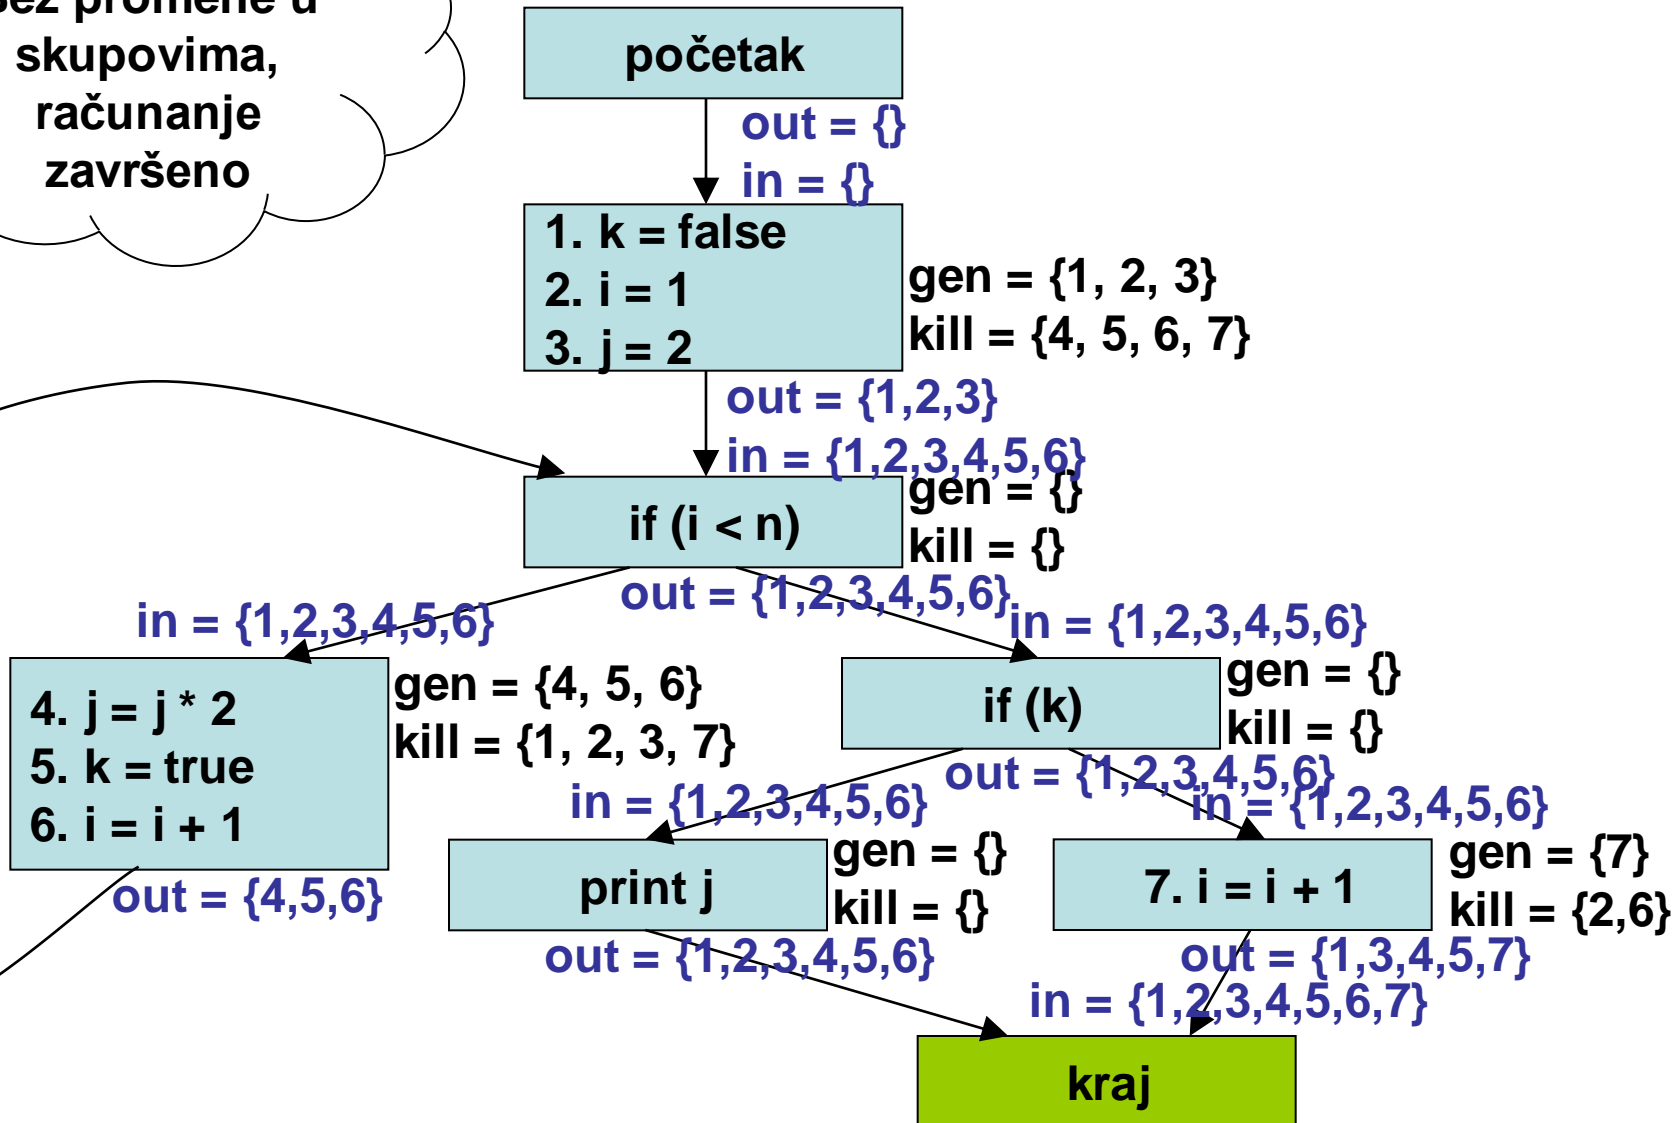 bez promene u
skupovima,
računanje
završeno
početak
out = {}
in = {}
1. k = false
2. i = 1
3. j = 2
gen = {1, 2, 3}
kill = {4, 5, 6, 7}
out = {1,2,3}
in = {1,2,3,4,5,6}
gen = {}
kill = {}
if (i < n)
out = {1,2,3,4,5,6}
in = {1,2,3,4,5,6}
in = {1,2,3,4,5,6}
4. j = j * 2
5. k = true
6. i = i + 1
gen = {4, 5, 6}
kill = {1, 2, 3, 7}
out = {4,5,6}
if (k)
gen = {}
kill = {}
out = {1,2,3,4,5,6}
in = {1,2,3,4,5,6}
in = {1,2,3,4,5,6}
print j
gen = {}
kill = {}
7. i = i + 1
gen = {7}
kill = {2,6}
out = {1,2,3,4,5,6}
out = {1,3,4,5,7}
in = {1,2,3,4,5,6,7}
kraj